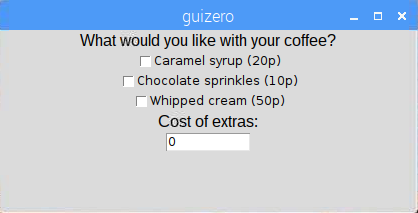 guizero
What would you like with your coffee?
Caramel syrup (20p)
Chocolate sprinkles (10p)
Whipped cream (50p)
Cost of extras:
0